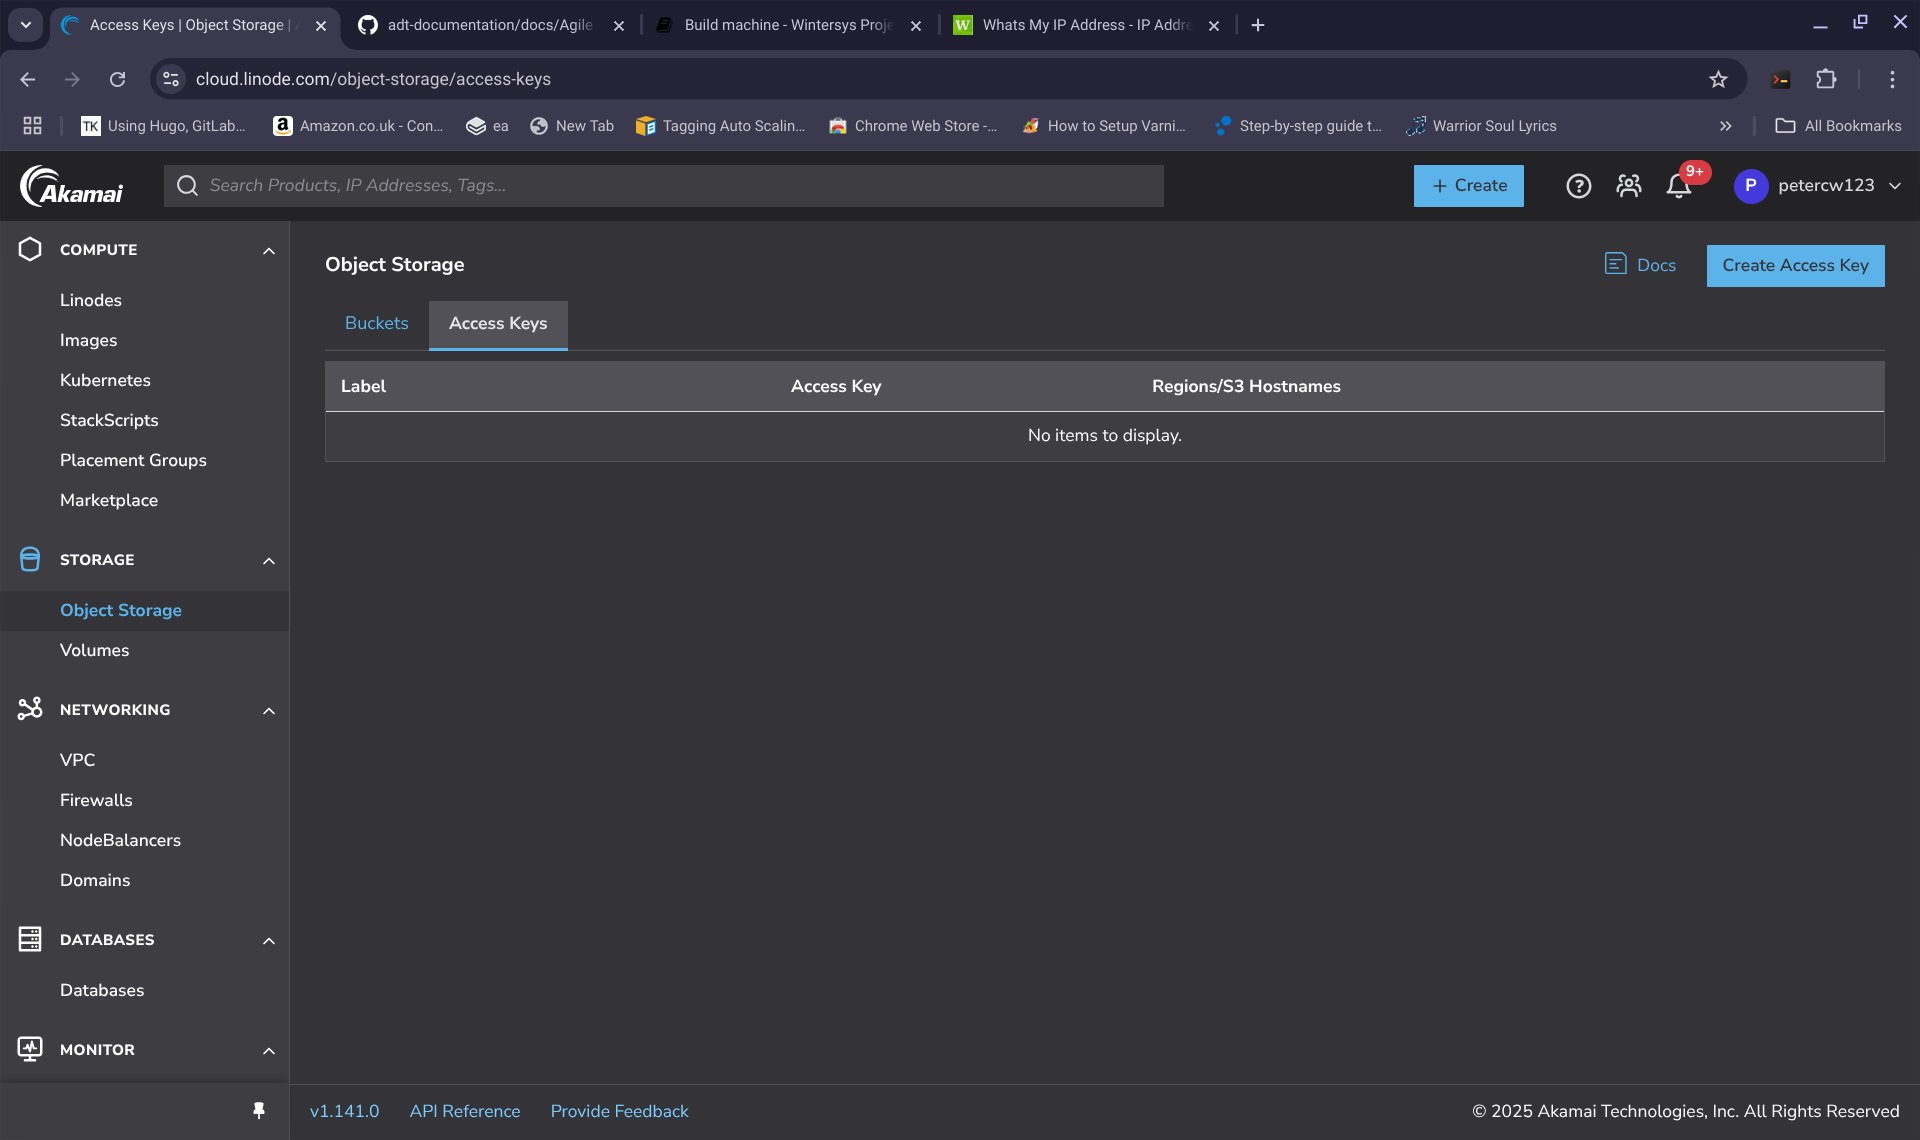 Access Keys | Object Storage |
adt-documentation/docs/Agile
Build machine - Wintersys Proje
W
Whats My IP Address - IP Addre
cloud.linode.com/object-storage/access-keys
TK Using Hugo, GitLab...
a Amazon.co.uk - Con...
ea
New Tab
Tagging Auto Scalin...
Chrome Web Store -...
How to Setup Varni...
Step-by-step guide t...
Warrior Soul Lyrics
All Bookmarks
Akamai
Search Products, IP Addresses, Tags...
+ Create
9+
P
petercw123
COMPUTE
Linodes
Images
Kubernetes
StackScripts
Placement Groups
Marketplace
STORAGE
Object Storage
Volumes
NETWORKING
VPC
Firewalls
NodeBalancers
Domains
DATABASES
Databases
MONITOR
Object Storage
Docs
Create Access Key
Buckets
Access Keys
Label Access Key Regions/S3 Hostnames
No items to display.
v1.141.0 API Reference Provide Feedback
© 2025 Akamai Technologies, Inc. All Rights Reserved